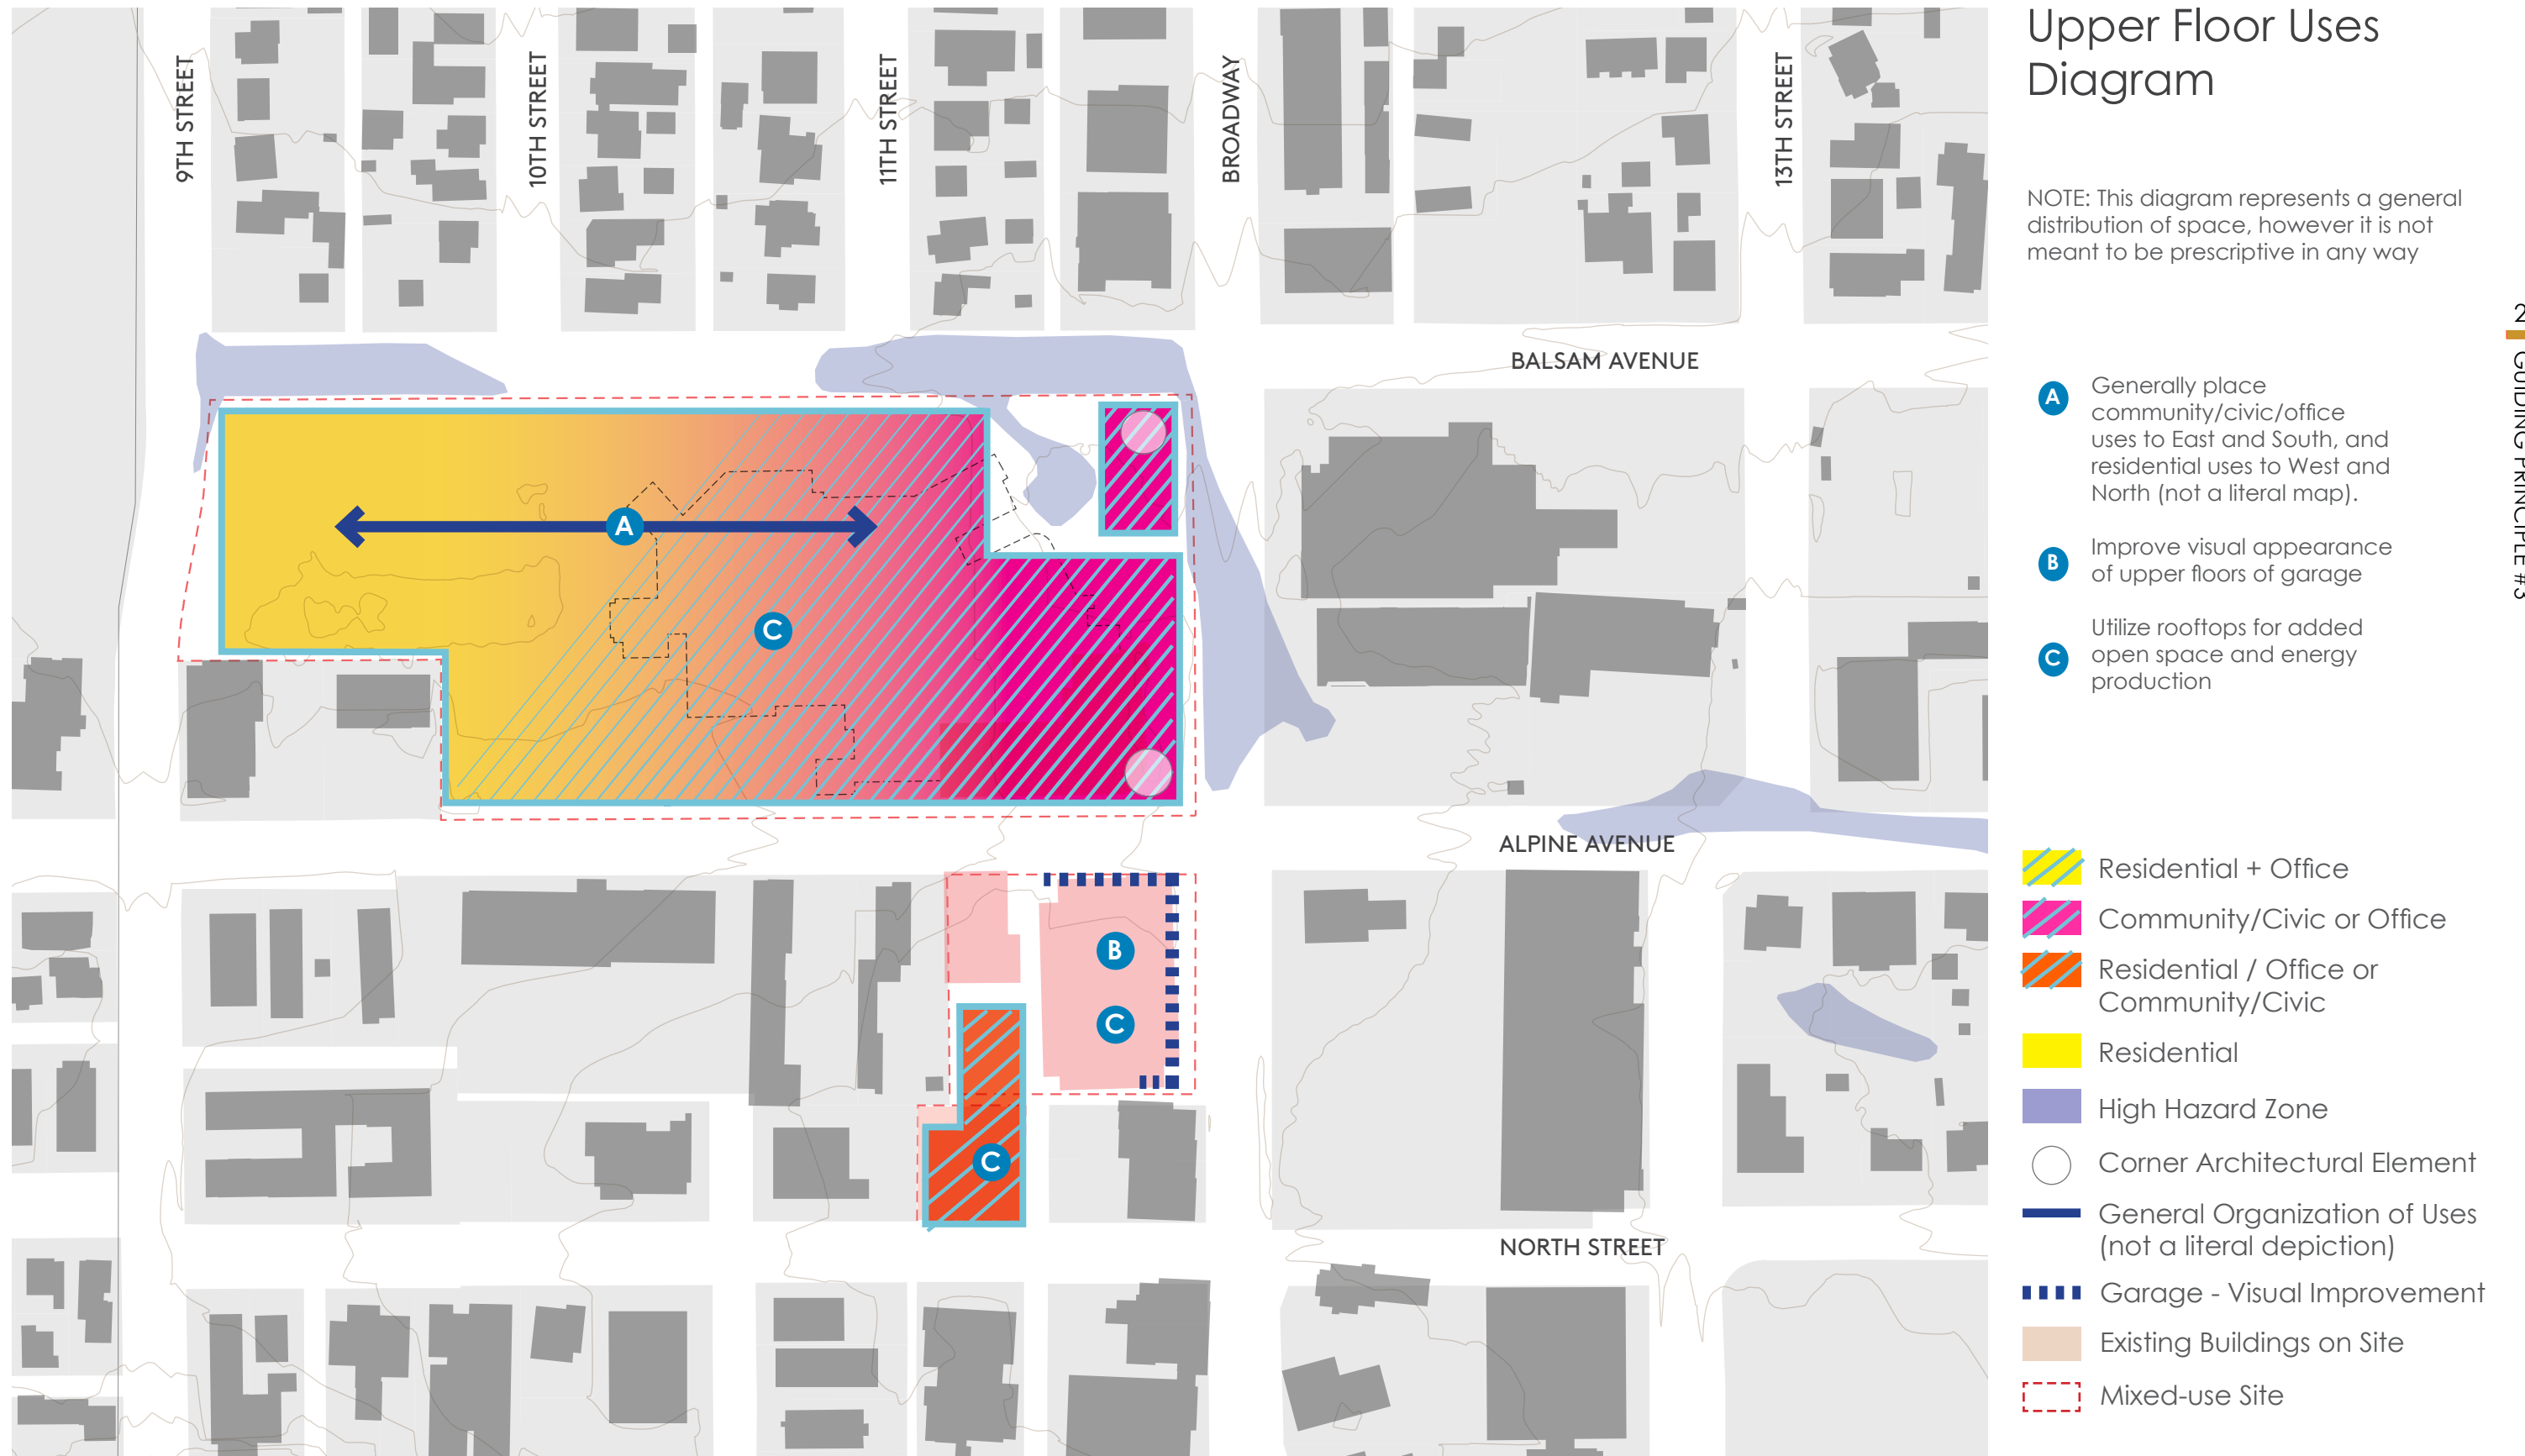 Upper Floor Uses
Diagram
NOTE: This diagram represents a general
distribution of space, however it is not
meant to be prescriptive in any way
9TH STREET
10TH STREET
11TH STREET
BROADWAY
13TH STREET
BALSAM AVENUE
A
C
ALPINE AVENUE
B
C
C
NORTH STREET
A
Generally place
community/civic/office
uses to East and South, and
residential uses to West and
North (not a literal map).
B
Improve visual appearance
of upper floors of garage
C
Utilize rooftops for added
open space and energy
production
Residential + Office
Community/Civic or Office
Residential / Office or
Community/Civic
Residential
High Hazard Zone
Corner Architectural Element
General Organization of Uses
(not a literal depiction)
Garage - Visual Improvement
Existing Buildings on Site
Mixed-use Site
GUIDING PRINCIPLE #3